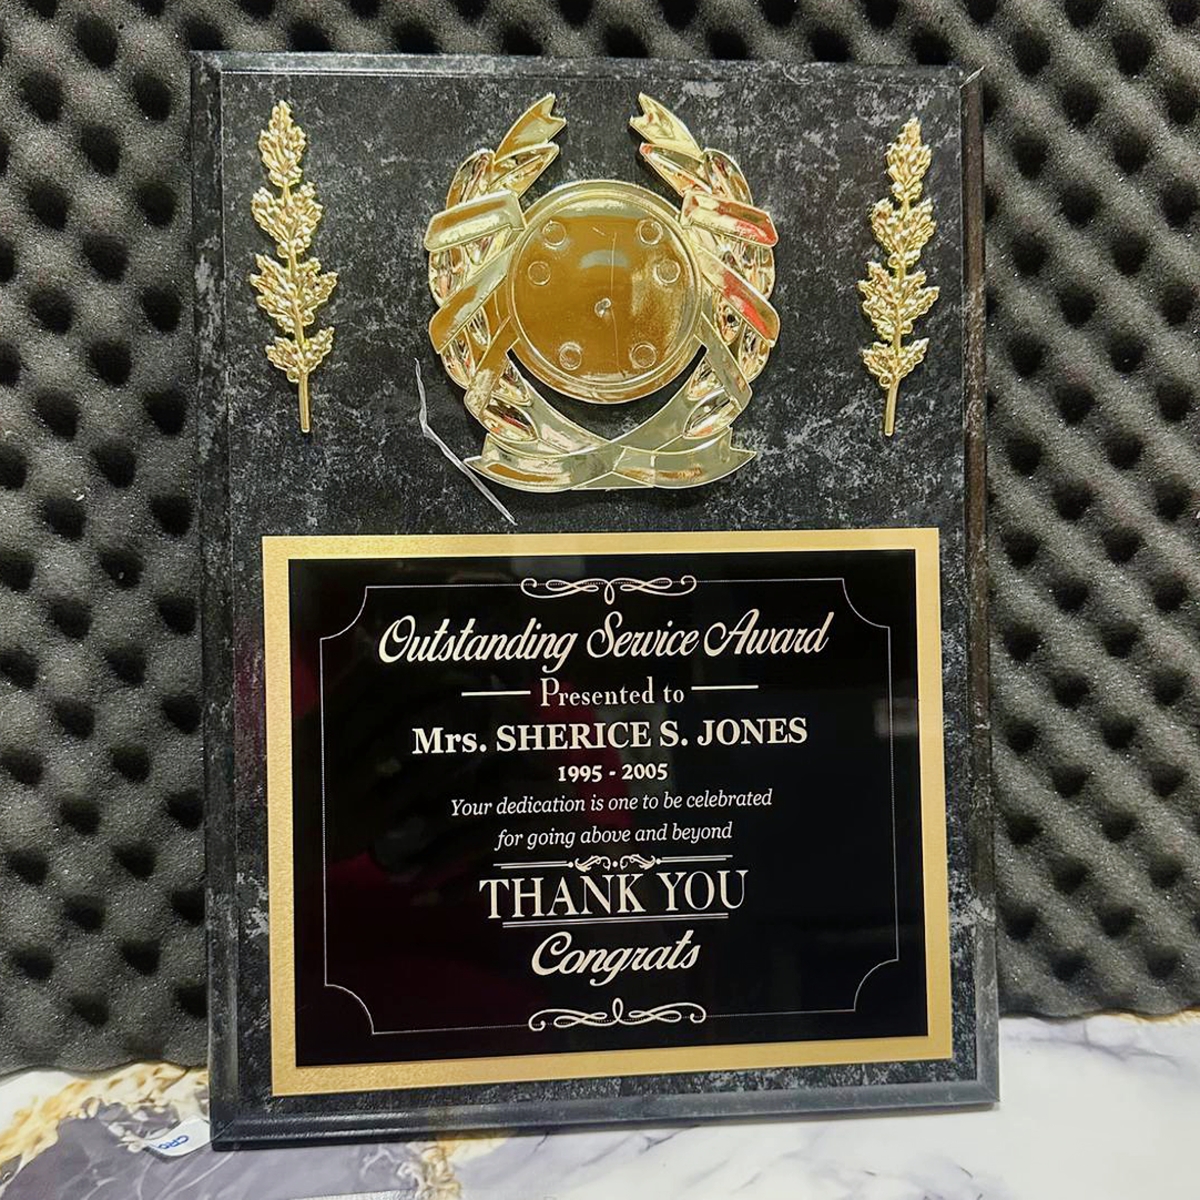 Outstanding Service Award
Presented to
Mrs. SHERICE S. JONES
1995 - 2005
Your dedication is one to be celebrated
for going above and beyond
THANK YOU
Congrats